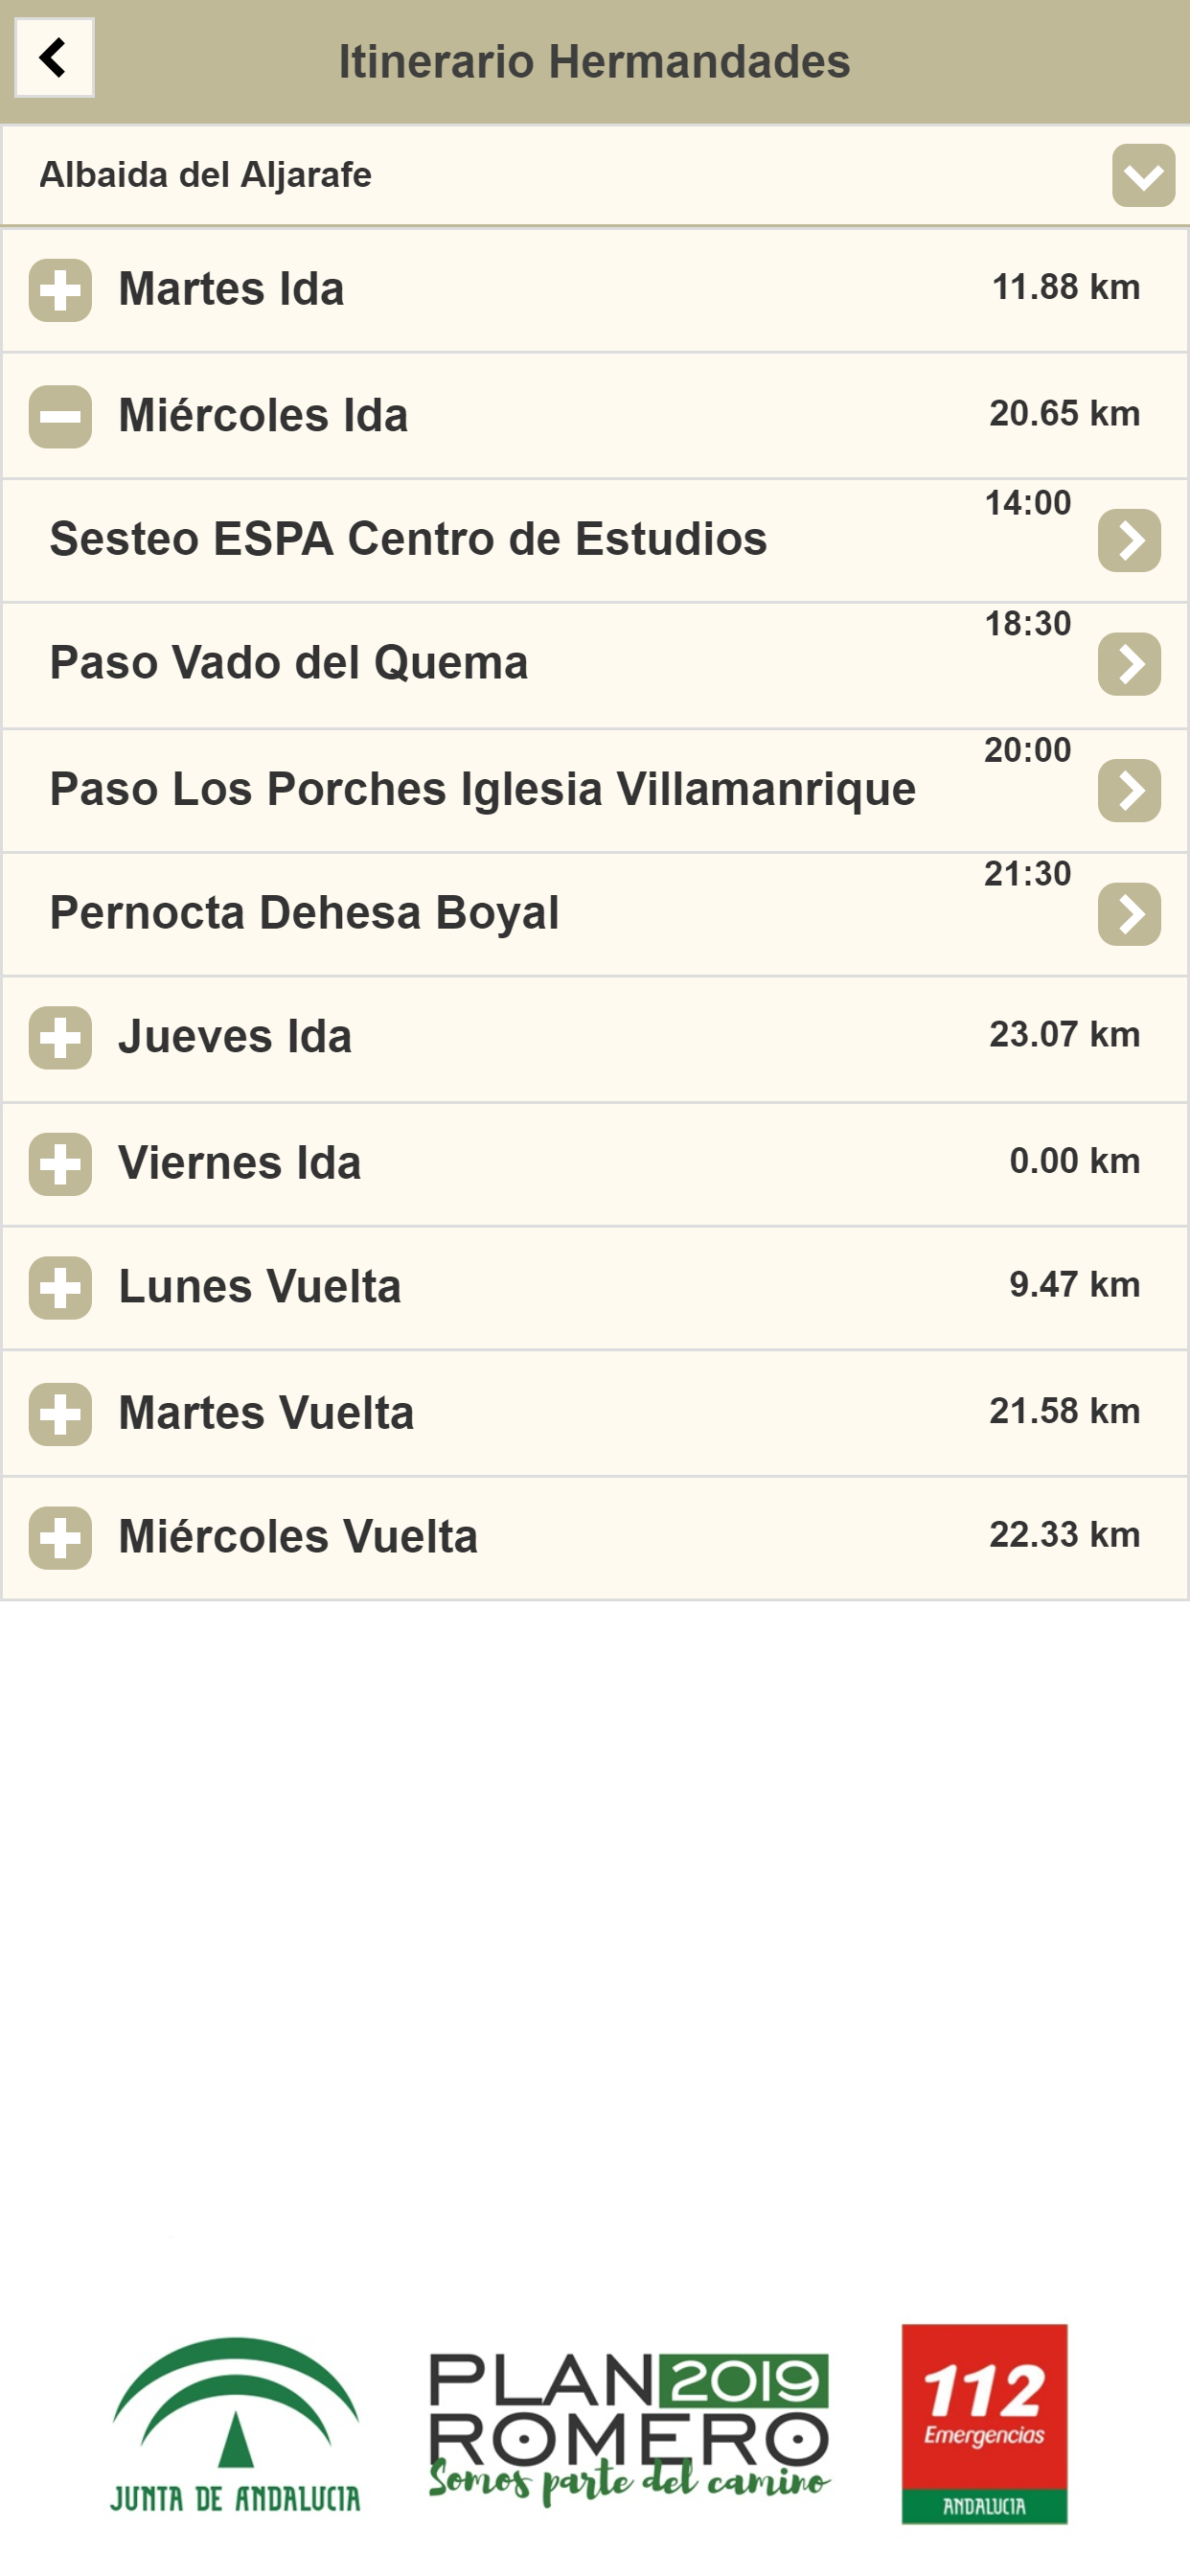 Itinerario Hermandades
Albaida del Aljarafe
Martes Ida 11.88 km
Miércoles Ida 20.65 km
Sesteo ESPA Centro de Estudios 14:00
Paso Vado del Quema 18:30
Paso Los Porches Iglesia Villamanrique 20:00
Pernocta Dehesa Boyal 21:30
Jueves Ida 23.07 km
Viernes Ida 0.00 km
Lunes Vuelta 9.47 km
Martes Vuelta 21.58 km
Miércoles Vuelta 22.33 km
JUNTA DE ANDALUCIA
PLAN 2019
ROMERO
Somos parte del camino
112
Emergencias
ANDALUCIA